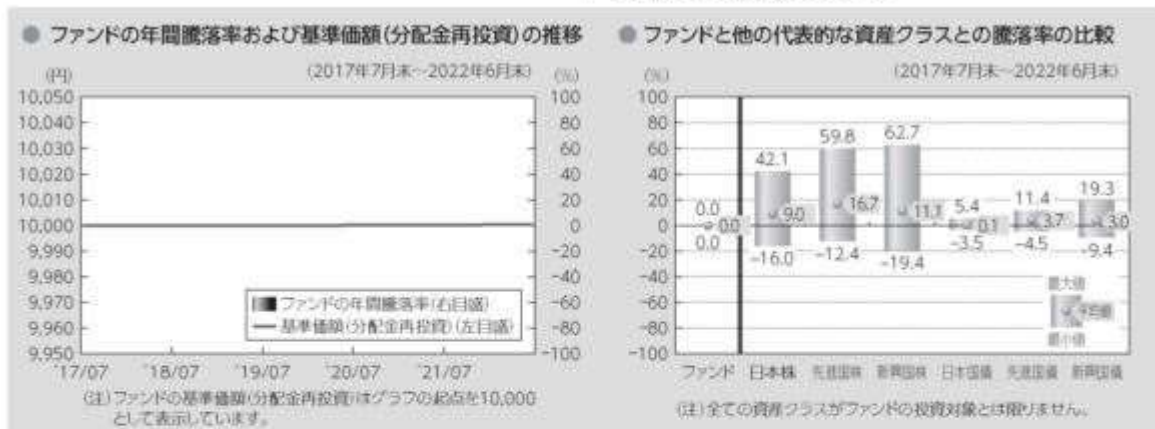 ● ファンドの年間騰落率および基準価額(分配金再投資)の推移
(円)
(2017年7月末～2022年6月末)
(%)
10,050
10,040
10,030
10,020
10,010
10,000
9,990
9,980
9,970
9,960
9,950
100
80
60
40
20
0
-20
-40
-60
-80
-100
ファンドの年間騰落率(右目盛)
基準価額(分配金再投資)(左目盛)
'17/07 '18/07 '19/07 '20/07 '21/07
(注)ファンドの基準価額(分配金再投資)はグラフの起点を10,000
として表示しています。
● ファンドと他の代表的な資産クラスとの騰落率の比較
(%)
(2017年7月末～2022年6月末)
100
80
60
40
20
0
-20
-40
-60
-80
-100
0.0 42.1 59.8 62.7 5.4 11.4 19.3
0.0 9.0 16.7 11.1 0.1 3.7 3.0
0.0 -16.0 -12.4 -19.4 -3.5 -4.5 -9.4
最大値
平均値
最小値
ファンド 日本株 先進国株 新興国株 日本国債 先進国債 新興国債
(注)全ての資産クラスがファンドの投資対象とは限りません。